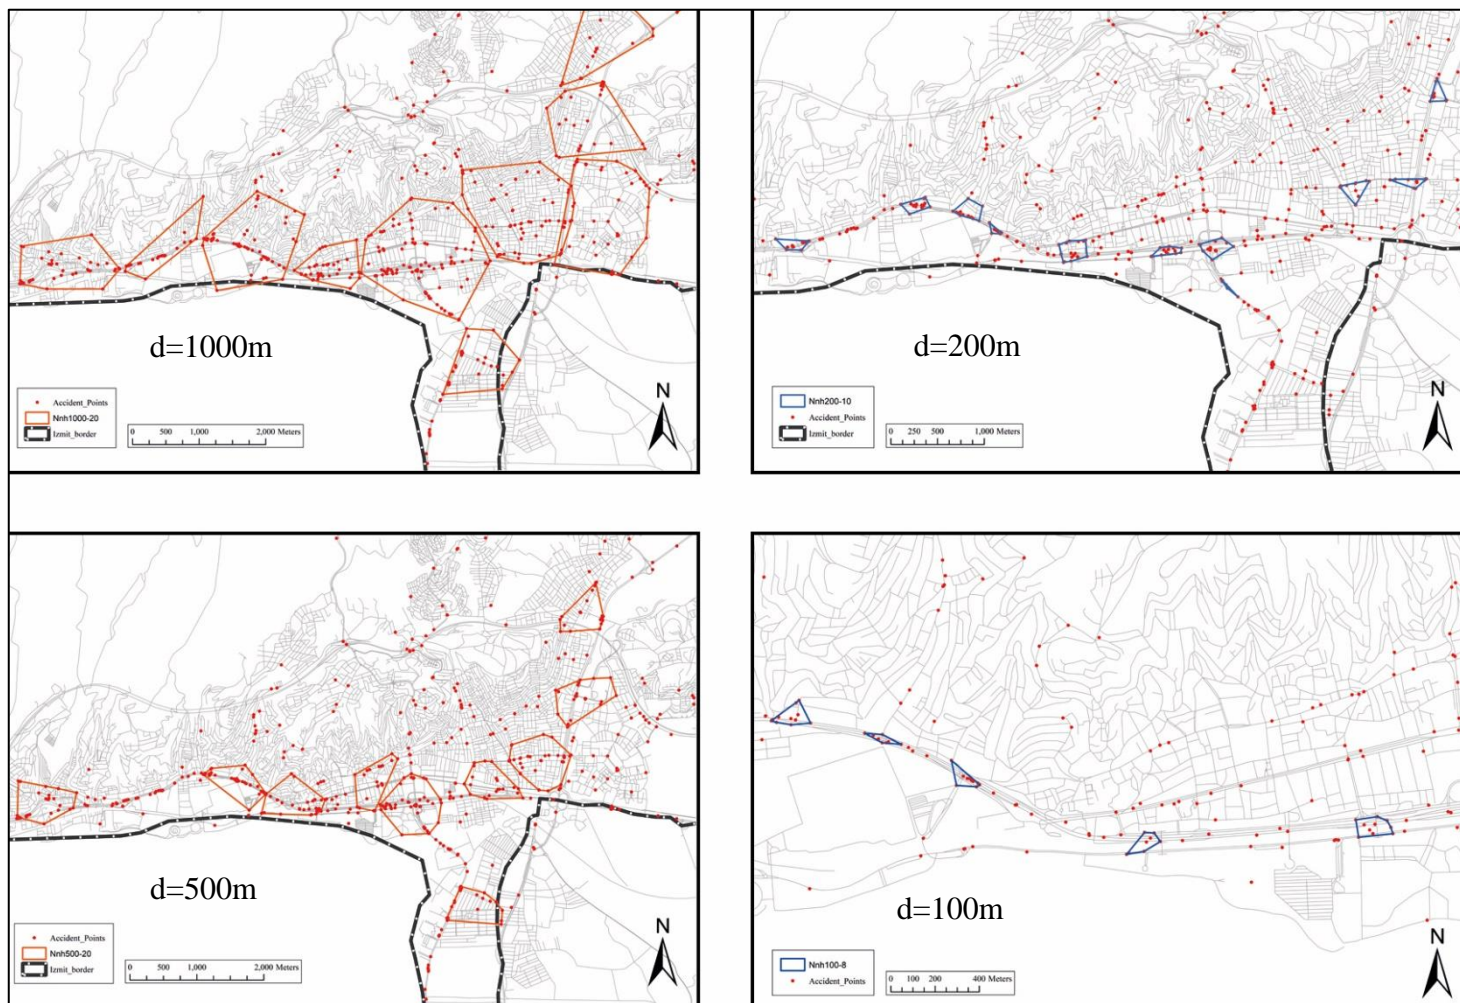 d=1000m
N
Accident_Points
Nnh1000-20
Izmit_border
0 500 1,000 2,000 Meters
d=200m
N
Nnh200-10
Accident_Points
Izmit_border
0 250 500 1,000 Meters
d=500m
N
Accident_Points
Nnh500-20
Izmit_border
0 500 1,000 2,000 Meters
d=100m
N
Nnh100-8
Accident_Points
0 100 200 400 Meters